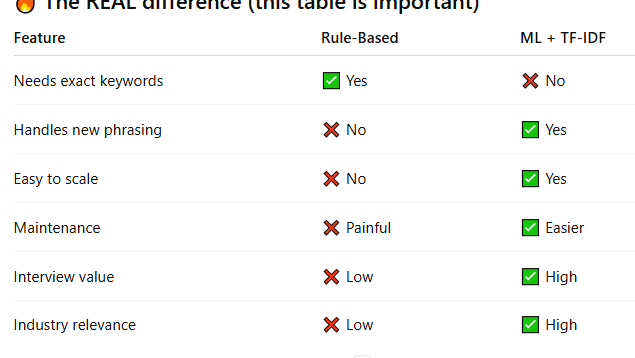 🔥 The REAL difference (this table is important)
Feature Rule-Based ML + TF-IDF
Needs exact keywords ✅ Yes ❌ No
Handles new phrasing ❌ No ✅ Yes
Easy to scale ❌ No ✅ Yes
Maintenance ❌ Painful ✅ Easier
Interview value ❌ Low ✅ High
Industry relevance ❌ Low ✅ High